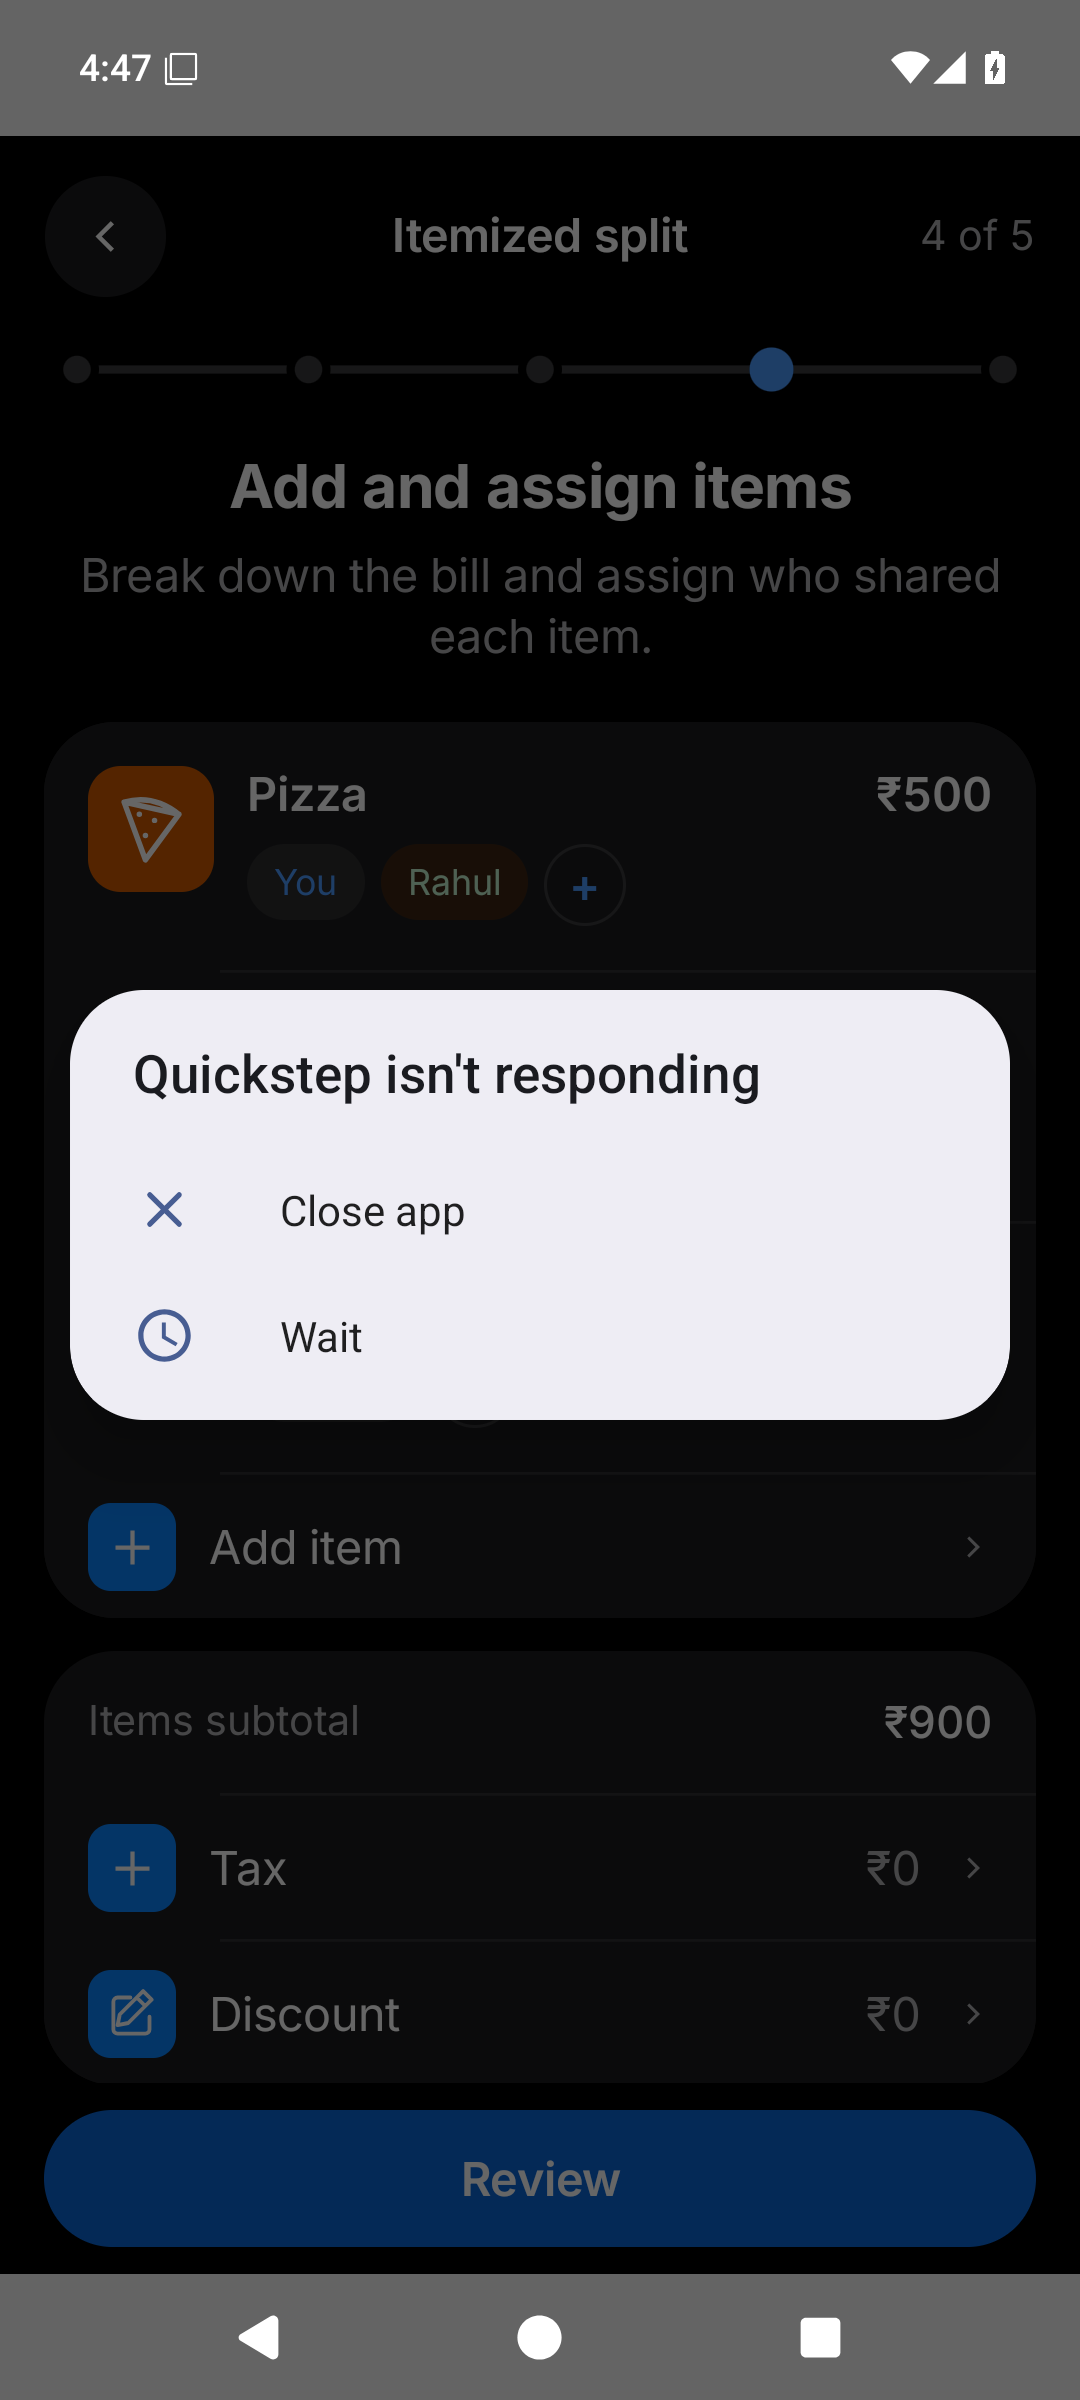 4:47
Itemized split
4 of 5
Add and assign items
Break down the bill and assign who shared
each item.
Pizza
₹500
You
Rahul
+
Quickstep isn't responding
Close app
Wait
Add item
Items subtotal
₹900
Tax
₹0
Discount
₹0
Review